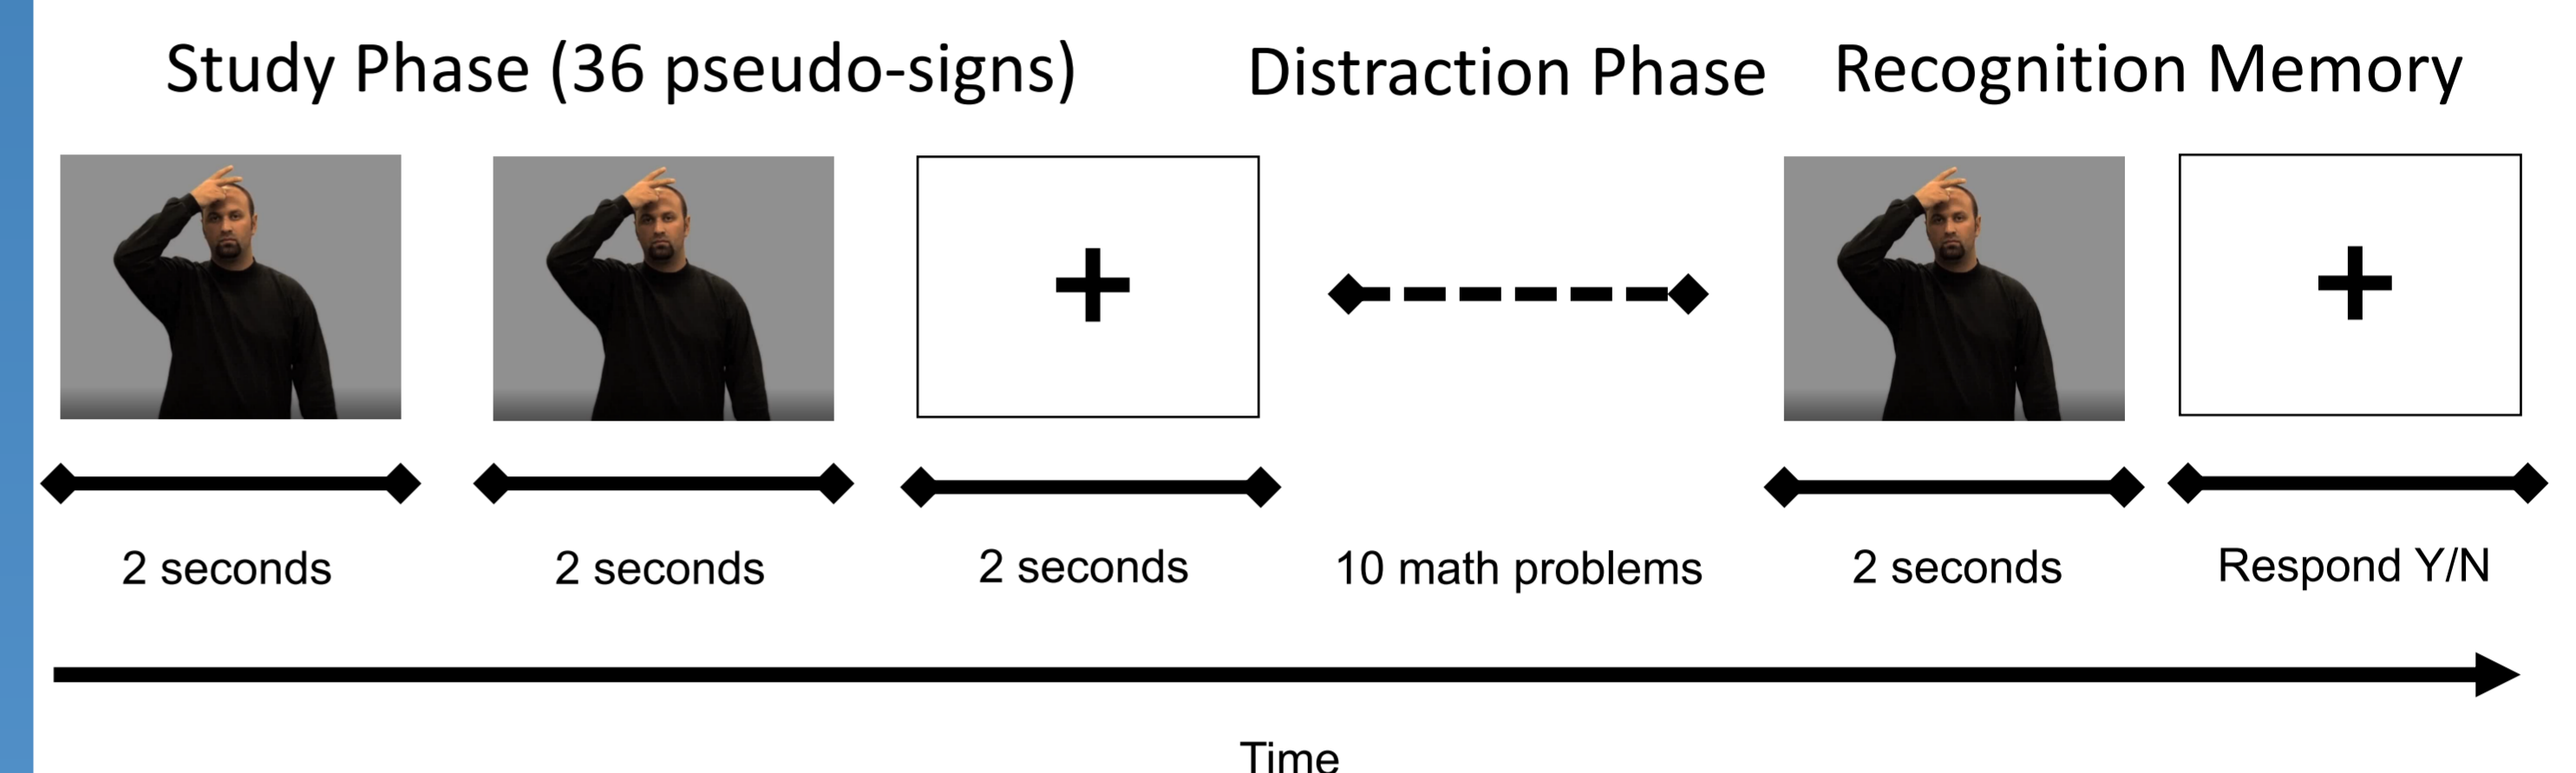 Study Phase (36 pseudo-signs)
Distraction Phase
Recognition Memory
2 seconds
2 seconds
2 seconds
10 math problems
2 seconds
Respond Y/N
Time